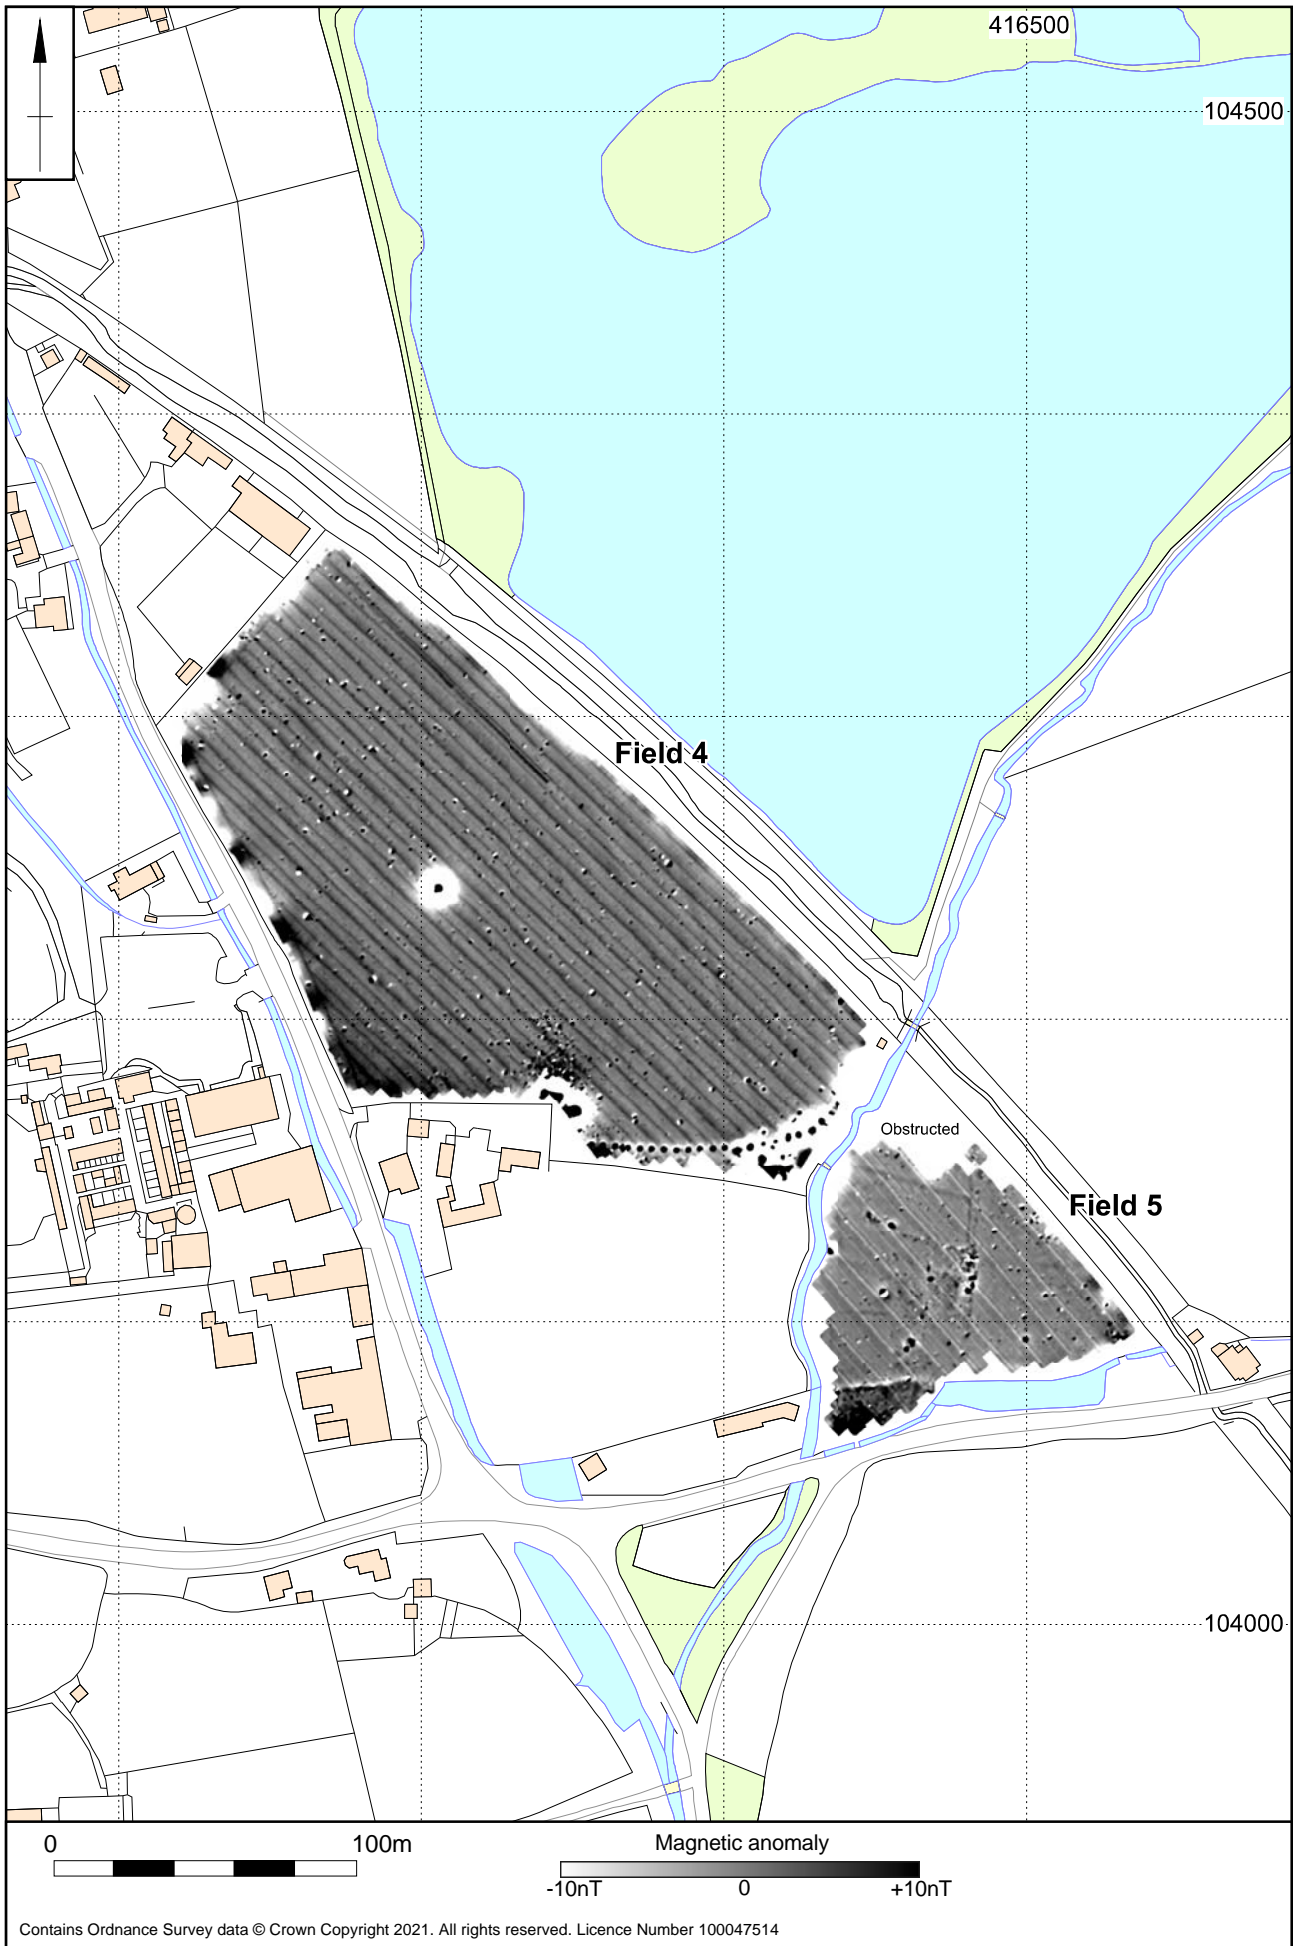 416500
104500
Field 4
Obstructed
Field 5
104000
0 100m
Magnetic anomaly
-10nT 0 +10nT
Contains Ordnance Survey data © Crown Copyright 2021. All rights reserved. Licence Number 100047514